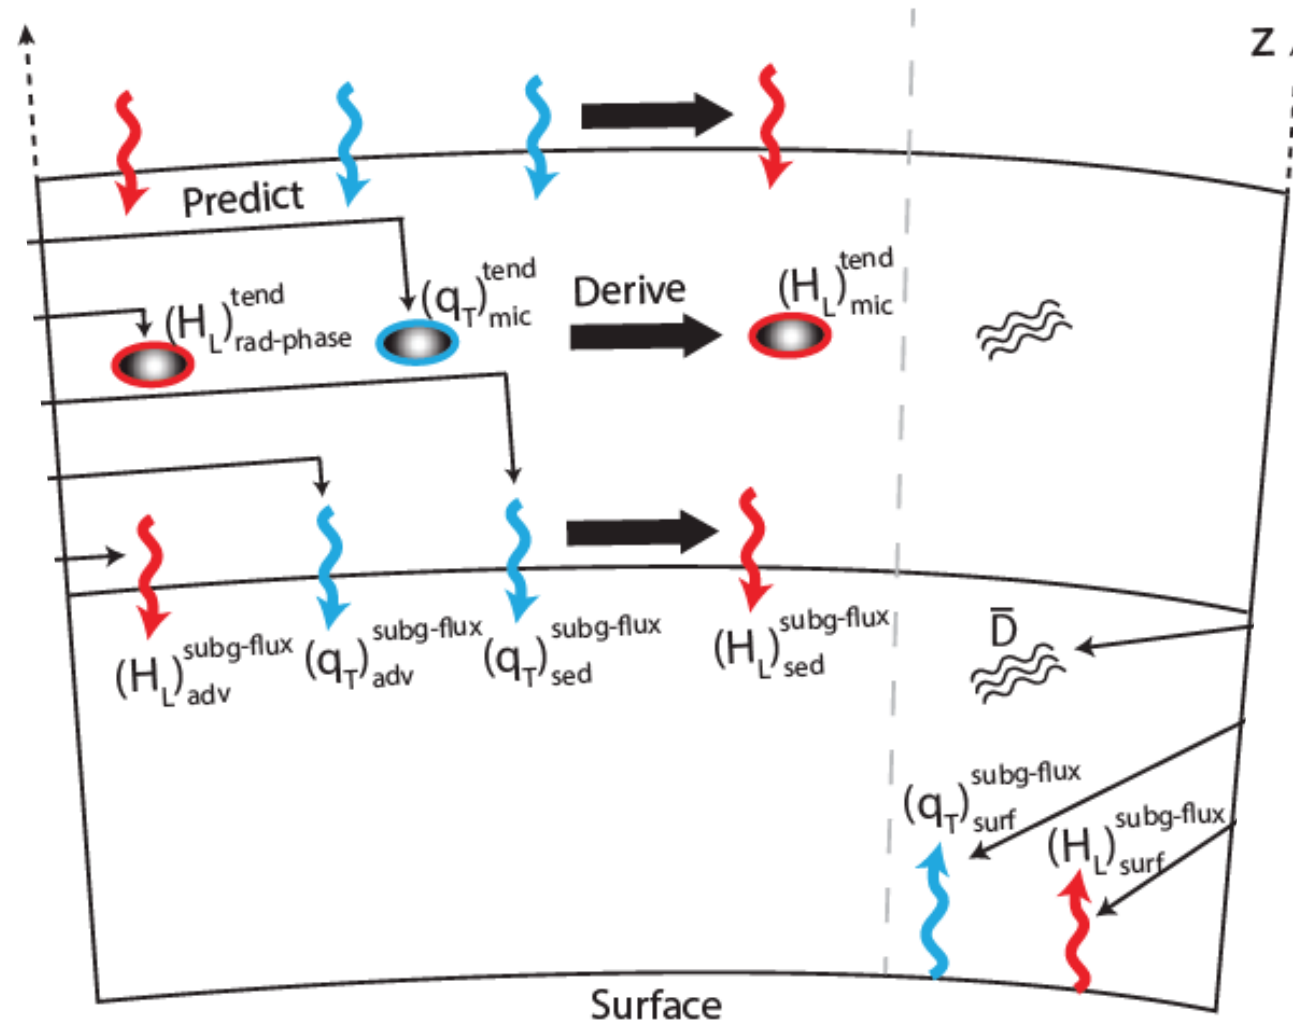 Z
Predict
(H_L)^tend_rad-phase
(q_T)^tend_mic
Derive
(H_L)^tend_mic
(H_L)^subg-flux_adv
(q_T)^subg-flux_adv
(q_T)^subg-flux_sed
(H_L)^subg-flux_sed
D̅
(q_T)^subg-flux_surf
(H_L)^subg-flux_surf
Surface